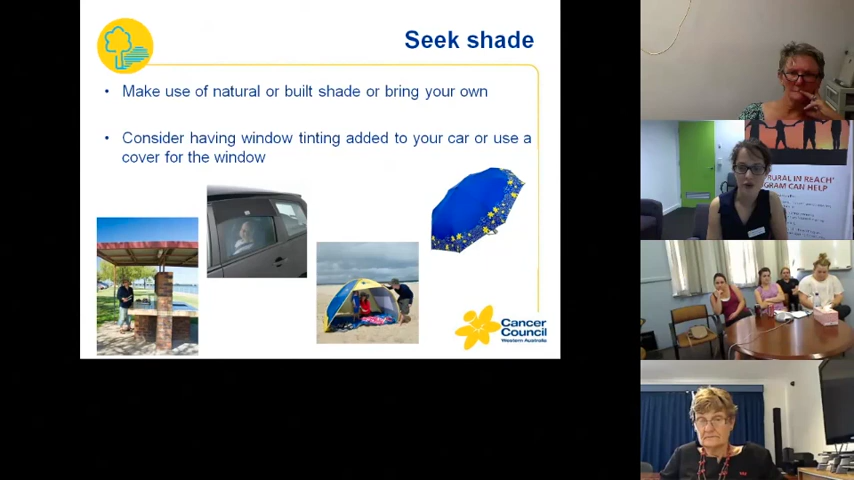 Seek shade
• Make use of natural or built shade or bring your own
• Consider having window tinting added to your car or use a
cover for the window
Cancer
Council
Western Australia
'RURAL IN REACH'
GRAM CAN HELP